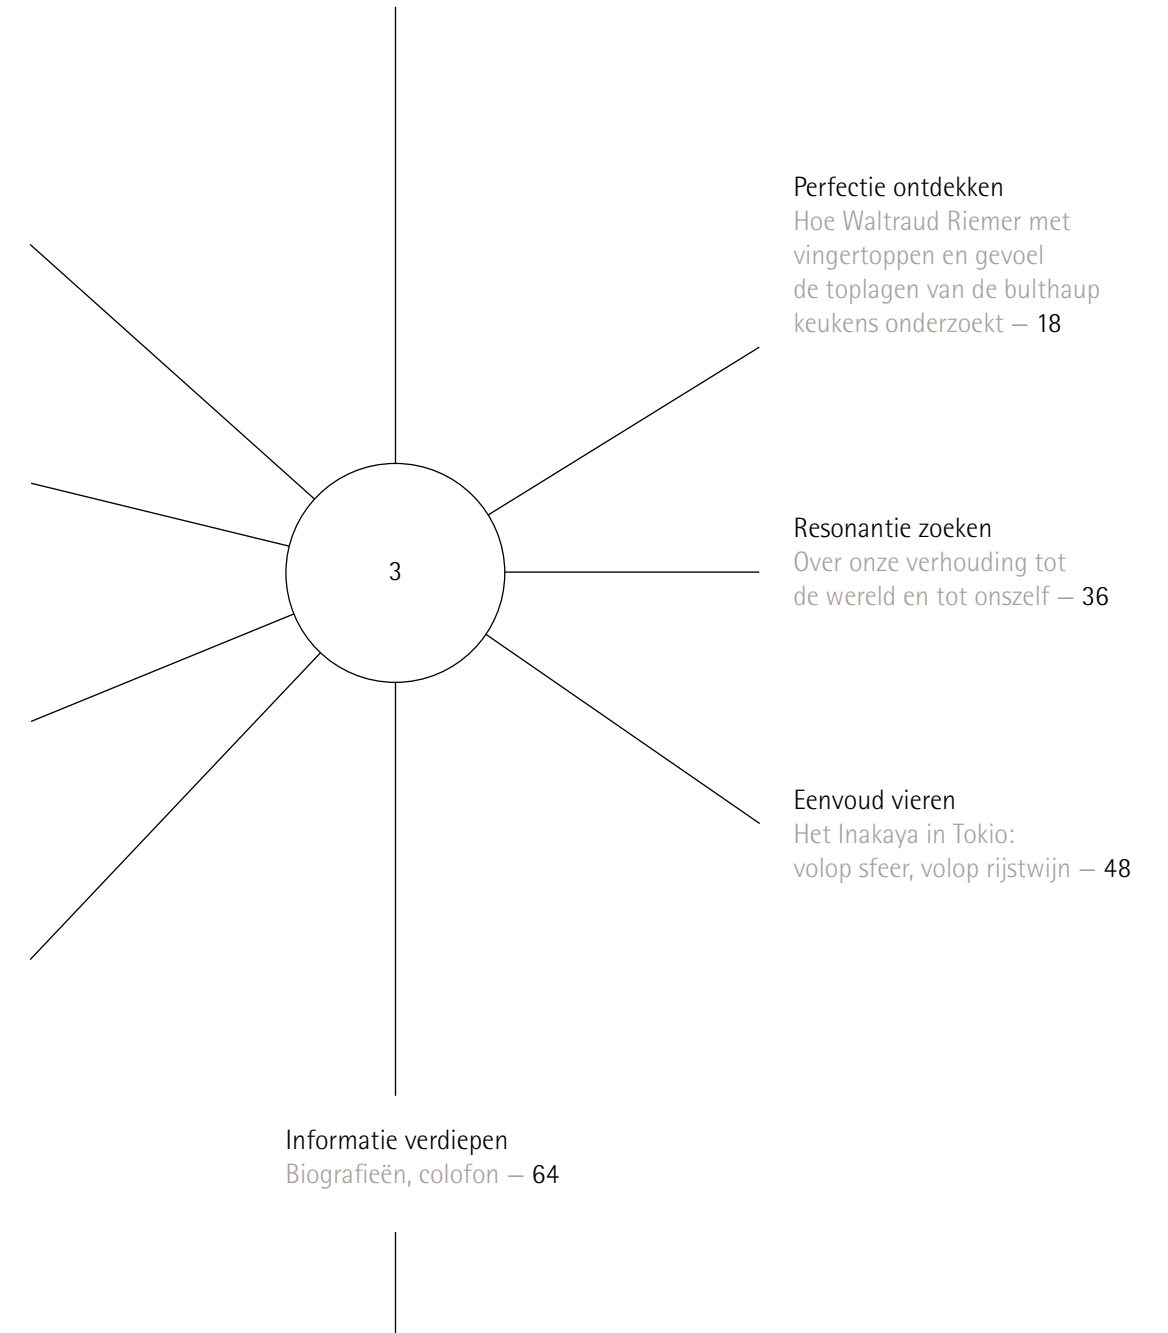 Perfectie ontdekken
Hoe Waltraud Riemer met
vingertoppen en gevoel
de toplagen van de bulthaup
keukens onderzoekt — 18
3
Resonantie zoeken
Over onze verhouding tot
de wereld en tot onszelf — 36
Eenvoud vieren
Het Inakaya in Tokio:
volop sfeer, volop rijstwijn — 48
Informatie verdiepen
Biografieën, colofon — 64